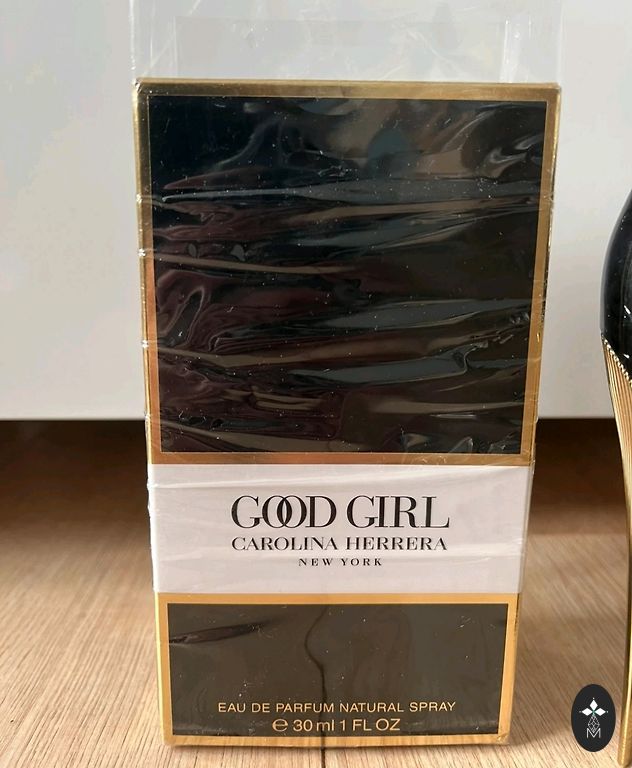 GOOD GIRL
CAROLINA HERRERA
NEW YORK
EAU DE PARFUM NATURAL SPRAY
℮ 30 ml 1 FL OZ
M